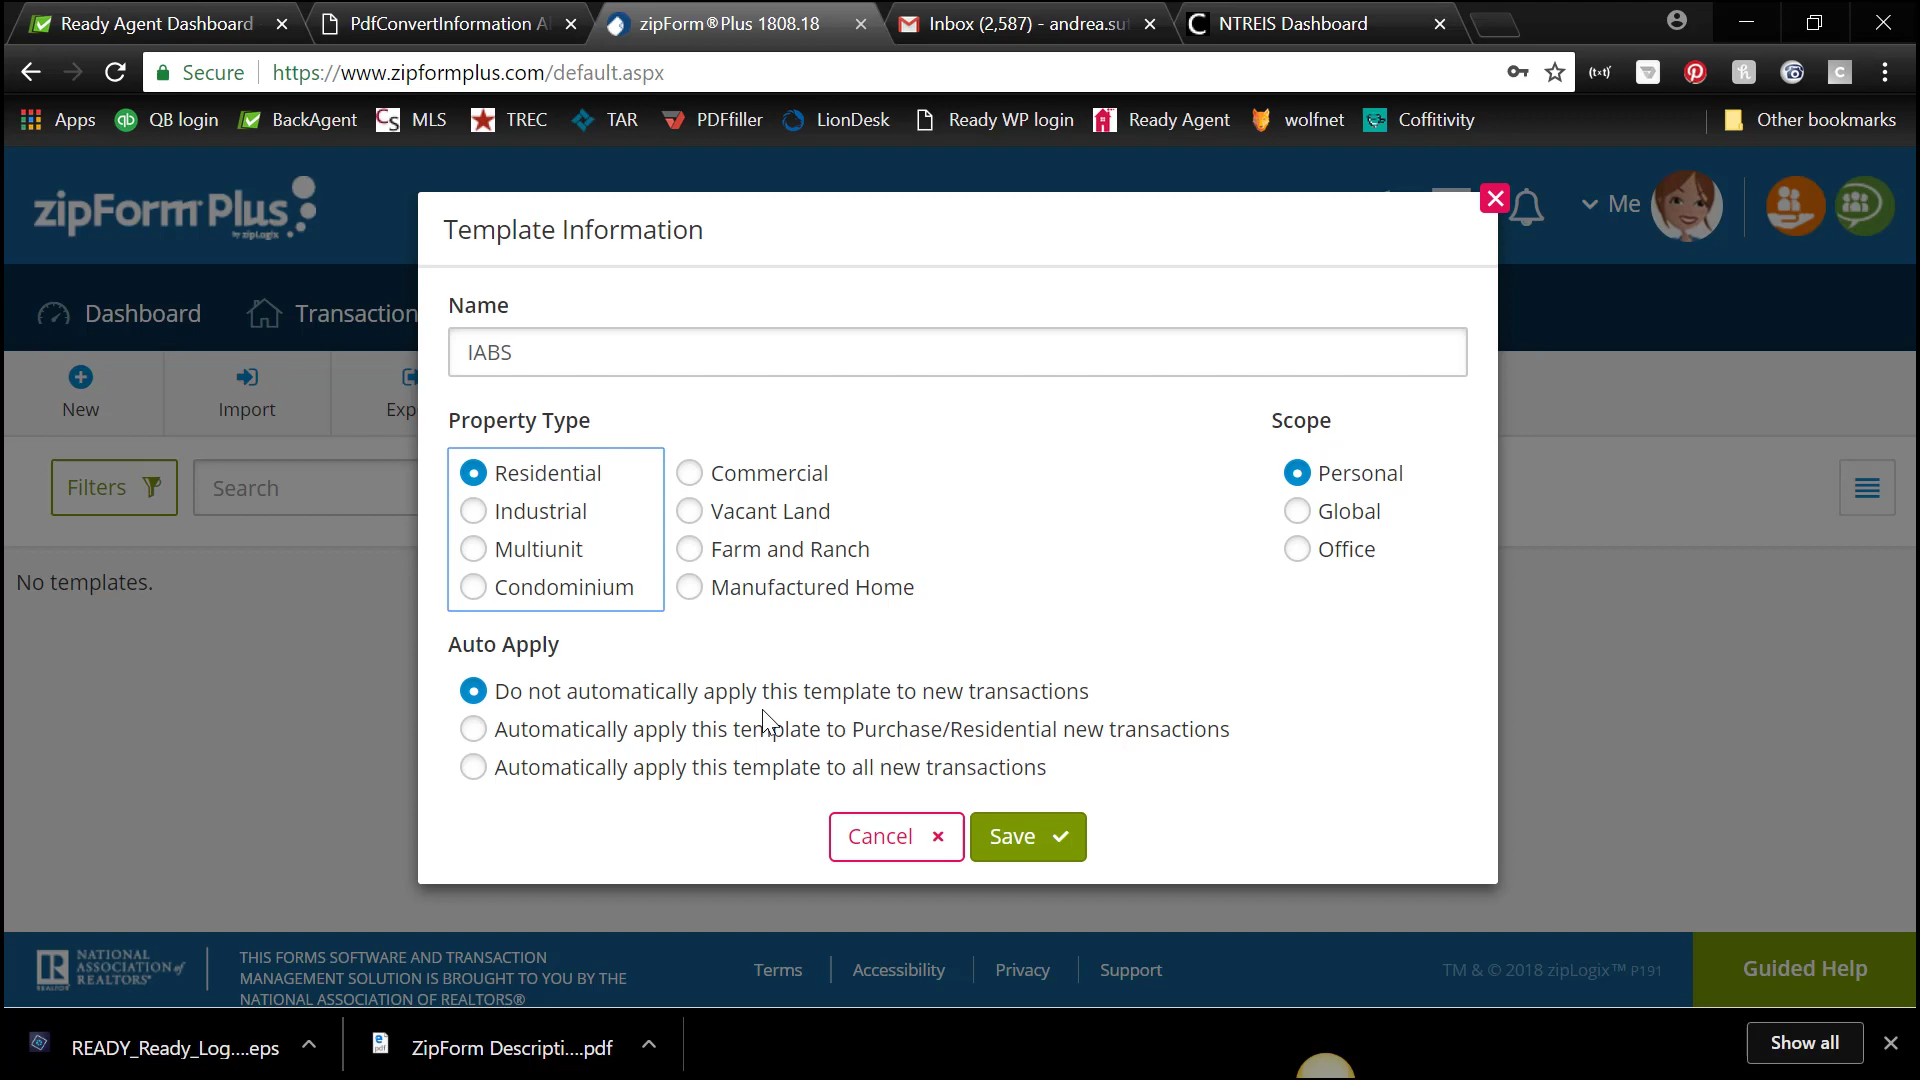 Ready Agent Dashboard
PdfConvertInformation A
zipForm®Plus 1808.18
Inbox (2,587) - andrea.su
NTREIS Dashboard
Secure
https://www.zipformplus.com/default.aspx
Apps
QB login
BackAgent
MLS
TREC
TAR
PDFfiller
LionDesk
Ready WP login
Ready Agent
wolfnet
Coffitivity
Other bookmarks
zipForm Plus
by zipLogix
Me
Dashboard
Transaction
New
Import
Exp
Filters
Search
No templates.
Template Information
Name
IABS
Property Type
Scope
Residential
Commercial
Personal
Industrial
Vacant Land
Global
Multiunit
Farm and Ranch
Office
Condominium
Manufactured Home
Auto Apply
Do not automatically apply this template to new transactions
Automatically apply this template to Purchase/Residential new transactions
Automatically apply this template to all new transactions
Cancel
Save
NATIONAL
ASSOCIATION of
REALTORS®
THIS FORMS SOFTWARE AND TRANSACTION
MANAGEMENT SOLUTION IS BROUGHT TO YOU BY THE
NATIONAL ASSOCIATION OF REALTORS®
Terms
Accessibility
Privacy
Support
TM & © 2018 zipLogix™ P191
Guided Help
READY_Ready_Log....eps
ZipForm Descripti....pdf
Show all